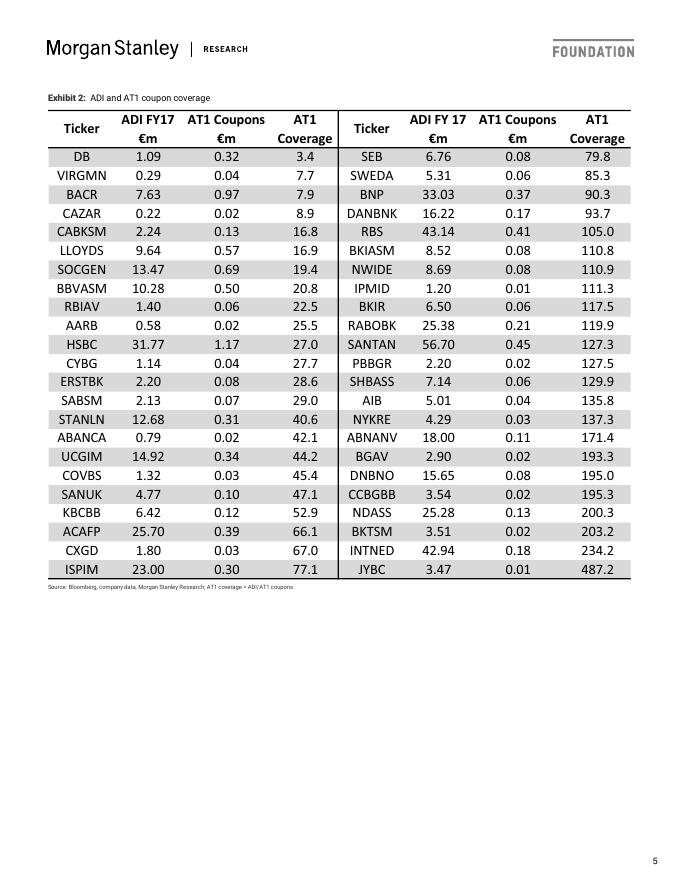 Morgan Stanley | RESEARCH
FOUNDATION
Exhibit 2: ADI and AT1 coupon coverage
Ticker ADI FY17 €m AT1 Coupons €m AT1 Coverage Ticker ADI FY 17 €m AT1 Coupons €m AT1 Coverage
DB 1.09 0.32 3.4 SEB 6.76 0.08 79.8
VIRGMN 0.29 0.04 7.7 SWEDA 5.31 0.06 85.3
BACR 7.63 0.97 7.9 BNP 33.03 0.37 90.3
CAZAR 0.22 0.02 8.9 DANBNK 16.22 0.17 93.7
CABKSM 2.24 0.13 16.8 RBS 43.14 0.41 105.0
LLOYDS 9.64 0.57 16.9 BKIASM 8.52 0.08 110.8
SOCGEN 13.47 0.69 19.4 NWIDE 8.69 0.08 110.9
BBVASM 10.28 0.50 20.8 IPMID 1.20 0.01 111.3
RBIAV 1.40 0.06 22.5 BKIR 6.50 0.06 117.5
AARB 0.58 0.02 25.5 RABOBK 25.38 0.21 119.9
HSBC 31.77 1.17 27.0 SANTAN 56.70 0.45 127.3
CYBG 1.14 0.04 27.7 PBBGR 2.20 0.02 127.5
ERSTBK 2.20 0.08 28.6 SHBASS 7.14 0.06 129.9
SABSM 2.13 0.07 29.0 AIB 5.01 0.04 135.8
STANLN 12.68 0.31 40.6 NYKRE 4.29 0.03 137.3
ABANCA 0.79 0.02 42.1 ABNANV 18.00 0.11 171.4
UCGIM 14.92 0.34 44.2 BGAV 2.90 0.02 193.3
COVBS 1.32 0.03 45.4 DNBNO 15.65 0.08 195.0
SANUK 4.77 0.10 47.1 CCBGBB 3.54 0.02 195.3
KBCBB 6.42 0.12 52.9 NDASS 25.28 0.13 200.3
ACAFP 25.70 0.39 66.1 BKTSM 3.51 0.02 203.2
CXGD 1.80 0.03 67.0 INTNED 42.94 0.18 234.2
ISPIM 23.00 0.30 77.1 JYBC 3.47 0.01 487.2
Source: Bloomberg, company data, Morgan Stanley Research; AT1 coverage = ADI/AT1 coupons.
5